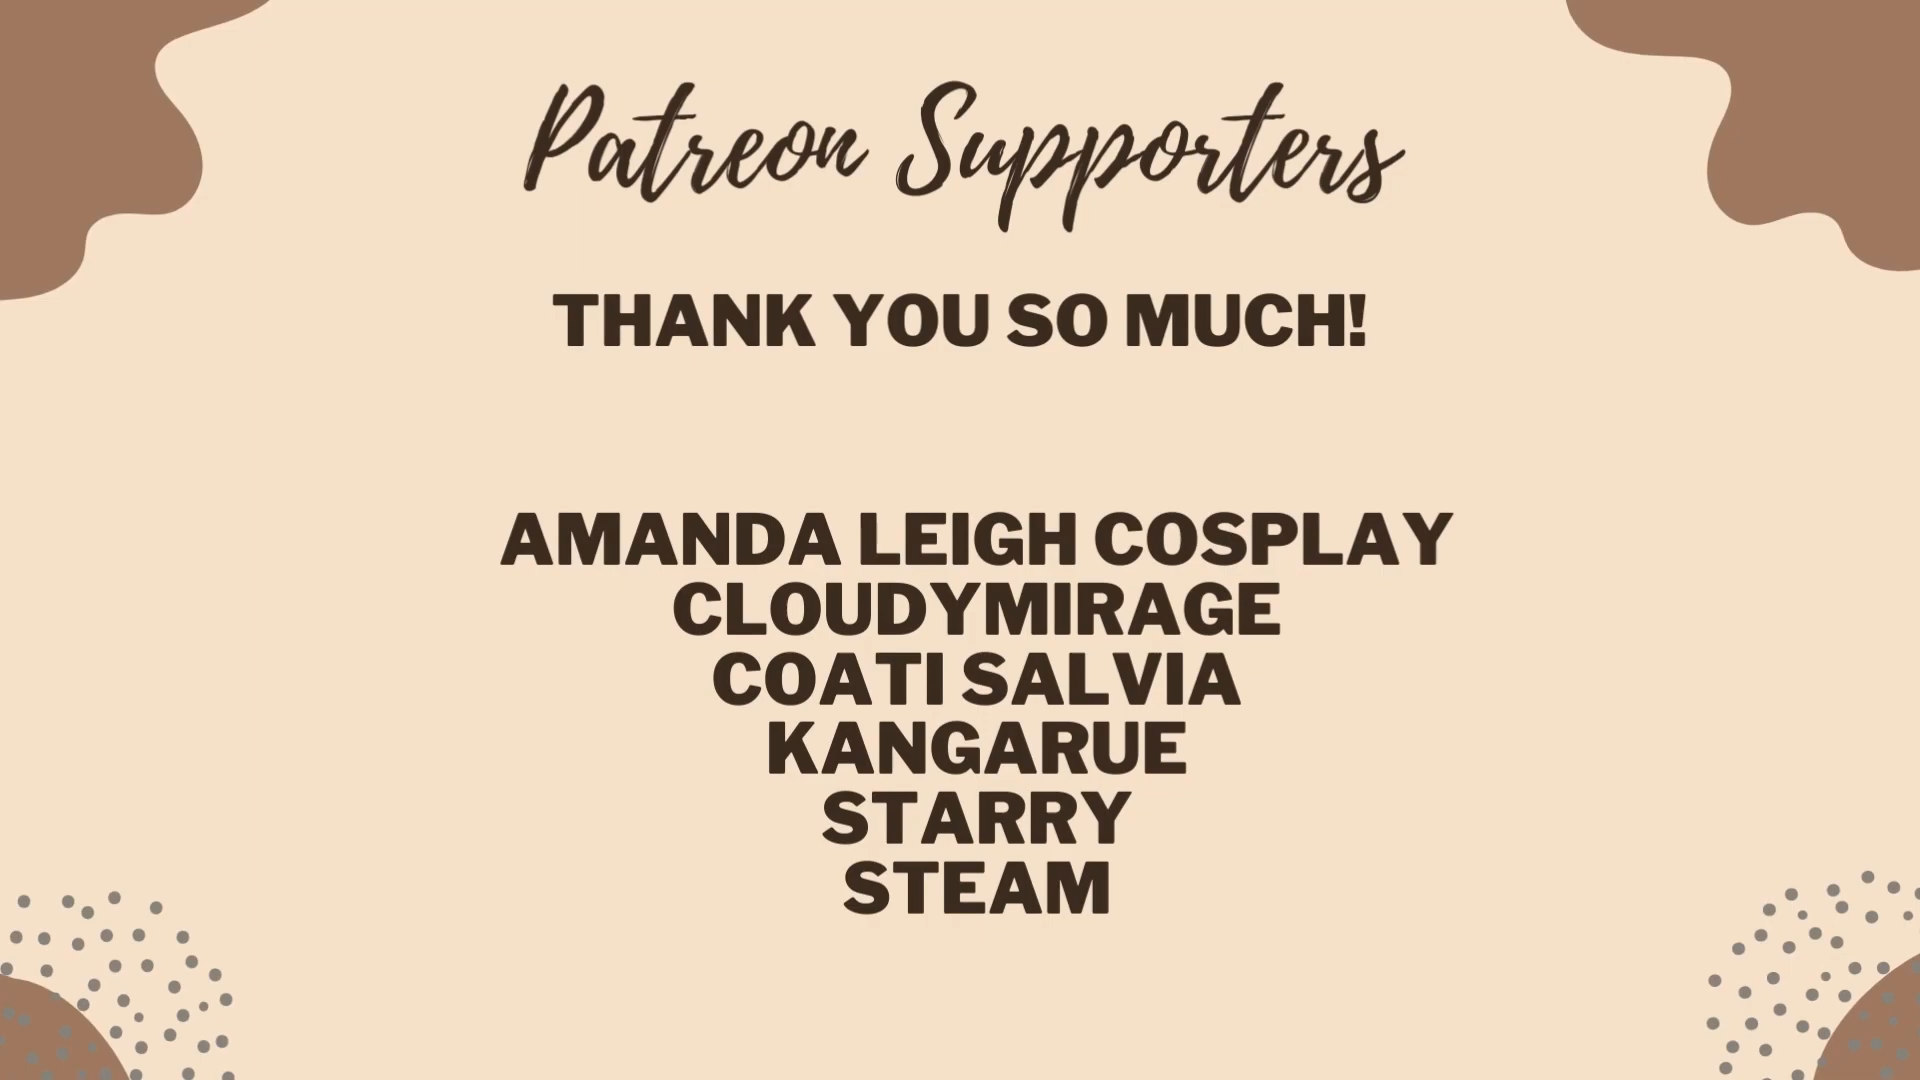 Patreon Supporters
THANK YOU SO MUCH!
AMANDA LEIGH COSPLAY
CLOUDYMIRAGE
COATI SALVIA
KANGARUE
STARRY
STEAM